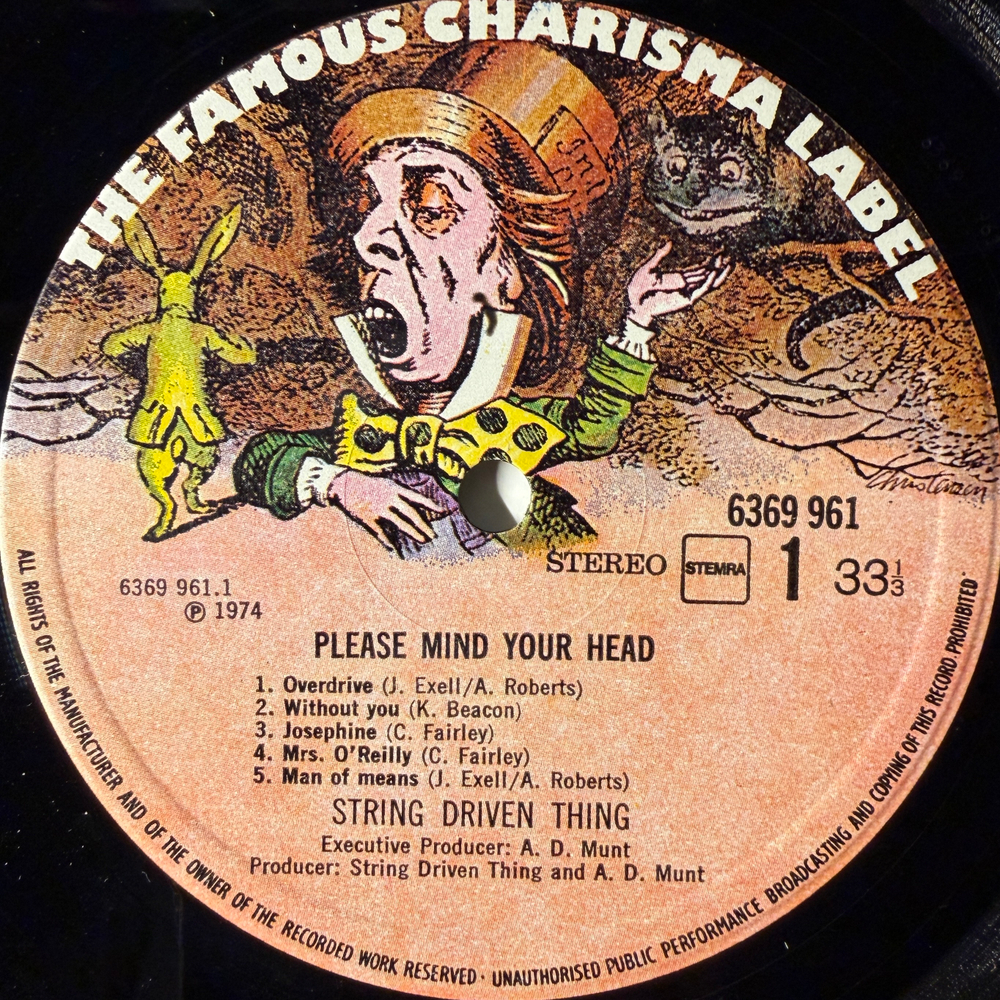 THE FAMOUS CHARISMA LABEL
Christensen
6369 961
STEREO STEMRA 1 33⅓
6369 961.1
℗ 1974
PLEASE MIND YOUR HEAD
1. Overdrive (J. Exell/A. Roberts)
2. Without you (K. Beacon)
3. Josephine (C. Fairley)
4. Mrs. O'Reilly (C. Fairley)
5. Man of means (J. Exell/A. Roberts)
STRING DRIVEN THING
Executive Producer: A. D. Munt
Producer: String Driven Thing and A. D. Munt
ALL RIGHTS OF THE MANUFACTURER AND OF THE OWNER OF THE RECORDED WORK RESERVED · UNAUTHORISED PUBLIC PERFORMANCE BROADCASTING AND COPYING OF THIS RECORD PROHIBITED